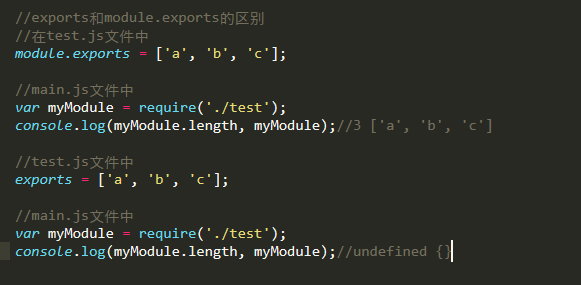 //exports和module.exports的区别
//在test.js文件中
module.exports = ['a', 'b', 'c'];
//main.js文件中
var myModule = require('./test');
console.log(myModule.length, myModule);//3 ['a', 'b', 'c']
//test.js文件中
exports = ['a', 'b', 'c'];
//main.js文件中
var myModule = require('./test');
console.log(myModule.length, myModule);//undefined {}